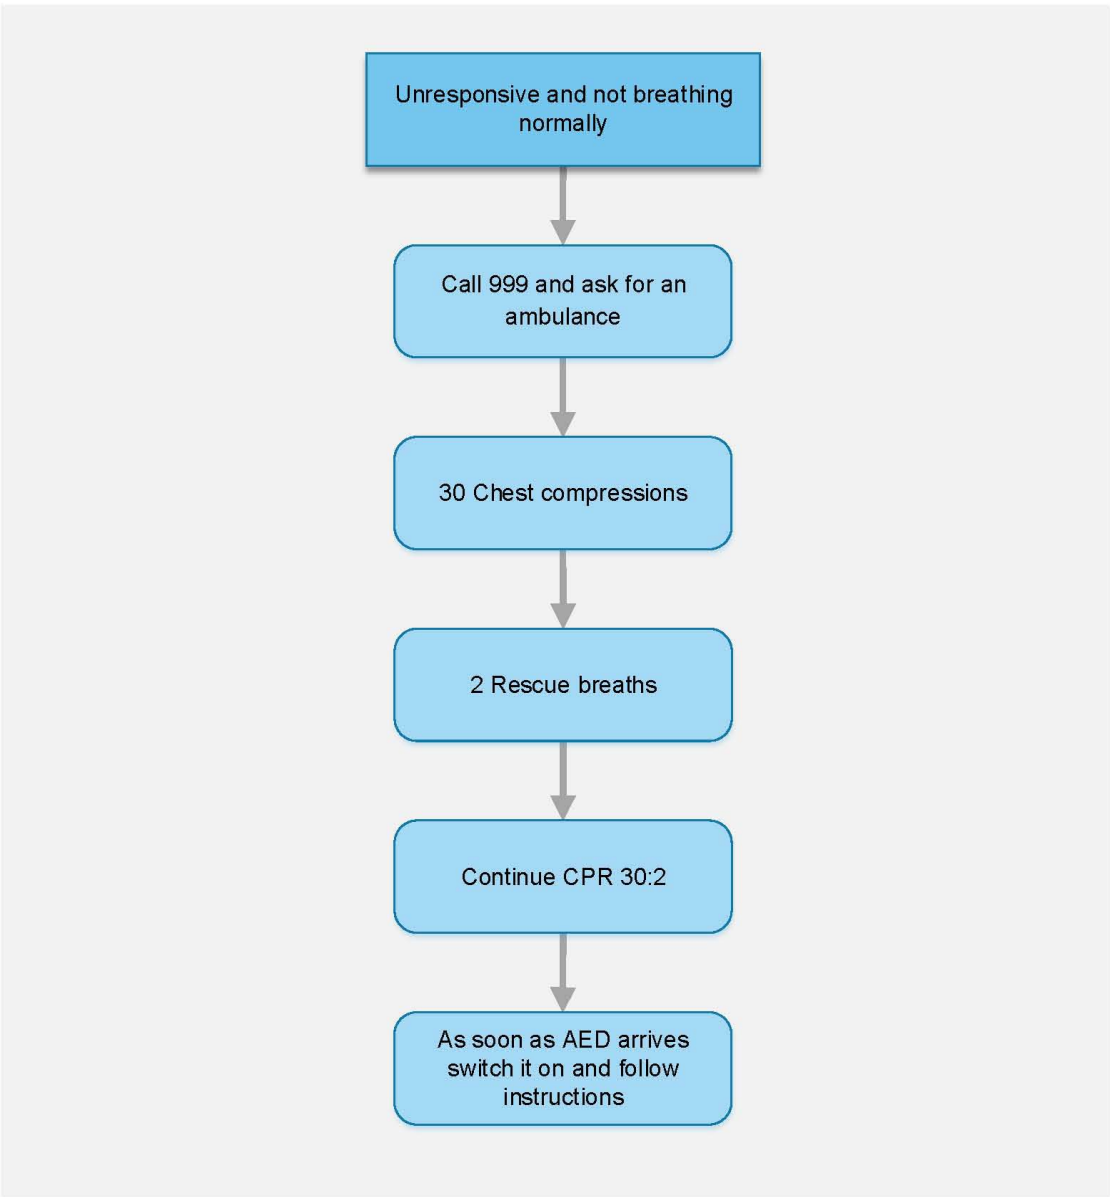 Unresponsive and not breathing
normally
Call 999 and ask for an
ambulance
30 Chest compressions
2 Rescue breaths
Continue CPR 30:2
As soon as AED arrives
switch it on and follow
instructions